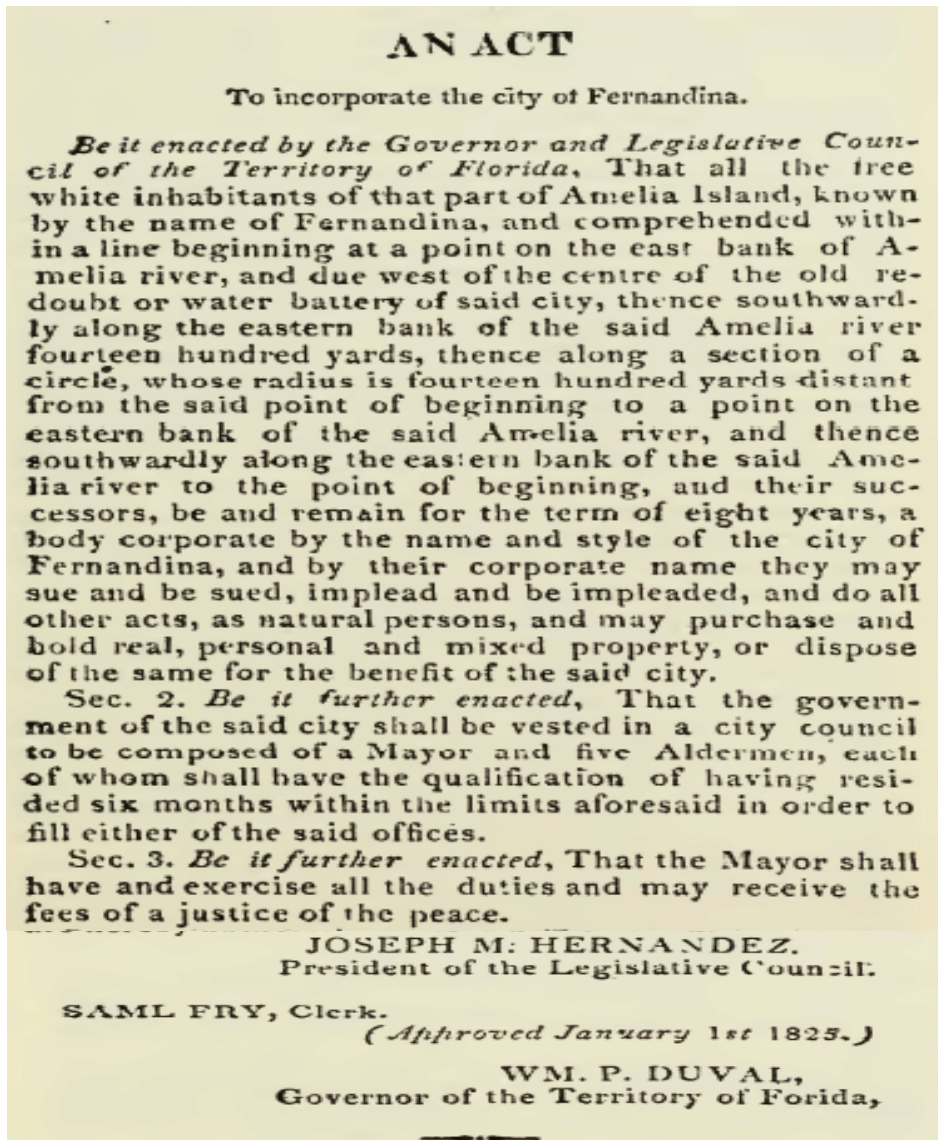 AN ACT
To incorporate the city of Fernandina.
Be it enacted by the Governor and Legislative Coun-
cil of the Territory of Florida, That all the free
white inhabitants of that part of Amelia Island, known
by the name of Fernandina, and comprehended with-
in a line beginning at a point on the east bank of A-
melia river, and due west of the centre of the old re-
doubt or water battery of said city, thence southward-
ly along the eastern bank of the said Amelia river
fourteen hundred yards, thence along a section of a
circle, whose radius is fourteen hundred yards distant
from the said point of beginning to a point on the
eastern bank of the said Amelia river, and thence
southwardly along the eastern bank of the said Ame-
lia river to the point of beginning, and their suc-
cessors, be and remain for the term of eight years, a
body corporate by the name and style of the city of
Fernandina, and by their corporate name they may
sue and be sued, implead and be impleaded, and do all
other acts, as natural persons, and may purchase and
hold real, personal and mixed property, or dispose
of the same for the benefit of the said city.
Sec. 2. Be it further enacted, That the govern-
ment of the said city shall be vested in a city council
to be composed of a Mayor and five Aldermen, each
of whom shall have the qualification of having resi-
ded six months within the limits aforesaid in order to
fill either of the said offices.
Sec. 3. Be it further enacted, That the Mayor shall
have and exercise all the duties and may receive the
fees of a justice of the peace.
JOSEPH M. HERNANDEZ.
President of the Legislative Council.
SAML FRY, Clerk.
(Approved January 1st 1825.)
WM. P. DUVAL,
Governor of the Territory of Forida,